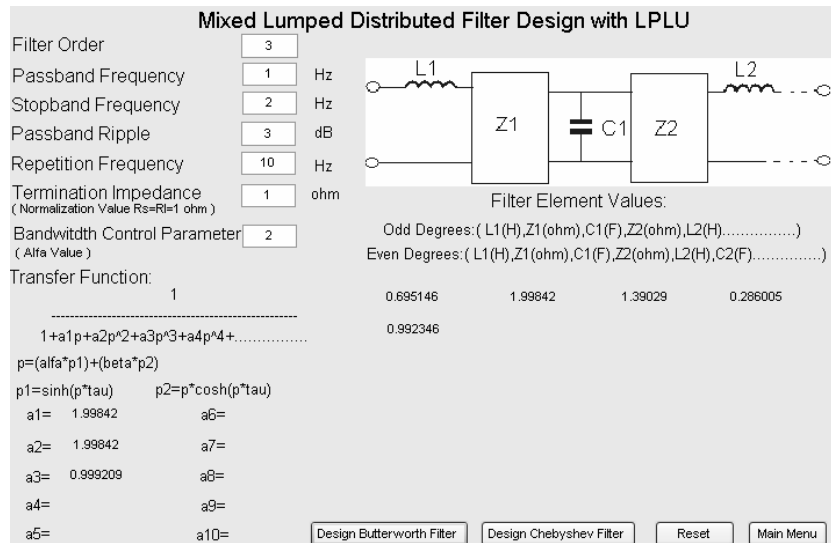 Mixed Lumped Distributed Filter Design with LPLU
Filter Order 3
Passband Frequency 1 Hz
Stopband Frequency 2 Hz
Passband Ripple 3 dB
Repetition Frequency 10 Hz
Termination Impedance 1 ohm
( Normalization Value Rs=Rl=1 ohm )
Bandwitdth Control Parameter 2
( Alfa Value )
L1 Z1 C1 Z2 L2
Filter Element Values:
Odd Degrees:( L1(H),Z1(ohm),C1(F),Z2(ohm),L2(H)................)
Even Degrees:( L1(H),Z1(ohm),C1(F),Z2(ohm),L2(H),C2(F)..............)
0.695146 1.99842 1.39029 0.286005
0.992346
Transfer Function:
1
------------------------------------------------------
1+a1p+a2p^2+a3p^3+a4p^4+................
p=(alfa*p1)+(beta*p2)
p1=sinh(p*tau) p2=p*cosh(p*tau)
a1= 1.99842 a6=
a2= 1.99842 a7=
a3= 0.999209 a8=
a4= a9=
a5= a10=
Design Butterworth Filter Design Chebyshev Filter Reset Main Menu